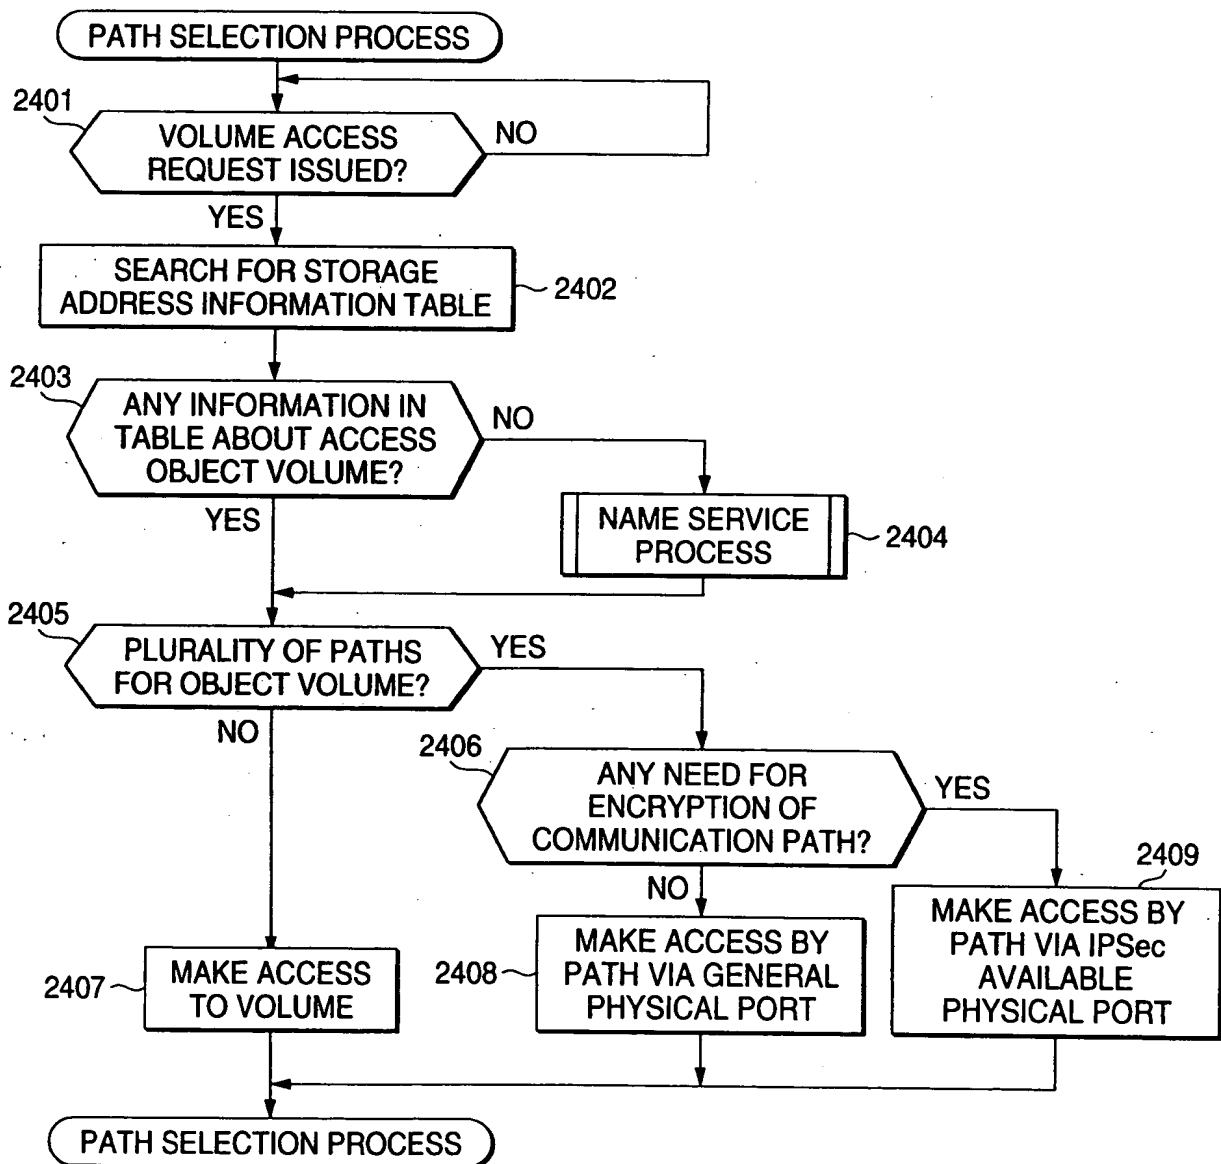 PATH SELECTION PROCESS
2401
VOLUME ACCESS
REQUEST ISSUED?
NO
YES
SEARCH FOR STORAGE
ADDRESS INFORMATION TABLE
2402
2403
ANY INFORMATION IN
TABLE ABOUT ACCESS
OBJECT VOLUME?
NO
YES
NAME SERVICE
PROCESS
2404
2405
PLURALITY OF PATHS
FOR OBJECT VOLUME?
YES
NO
2406
ANY NEED FOR
ENCRYPTION OF
COMMUNICATION PATH?
YES
NO
2407
MAKE ACCESS
TO VOLUME
2408
MAKE ACCESS BY
PATH VIA GENERAL
PHYSICAL PORT
2409
MAKE ACCESS BY
PATH VIA IPSec
AVAILABLE
PHYSICAL PORT
PATH SELECTION PROCESS